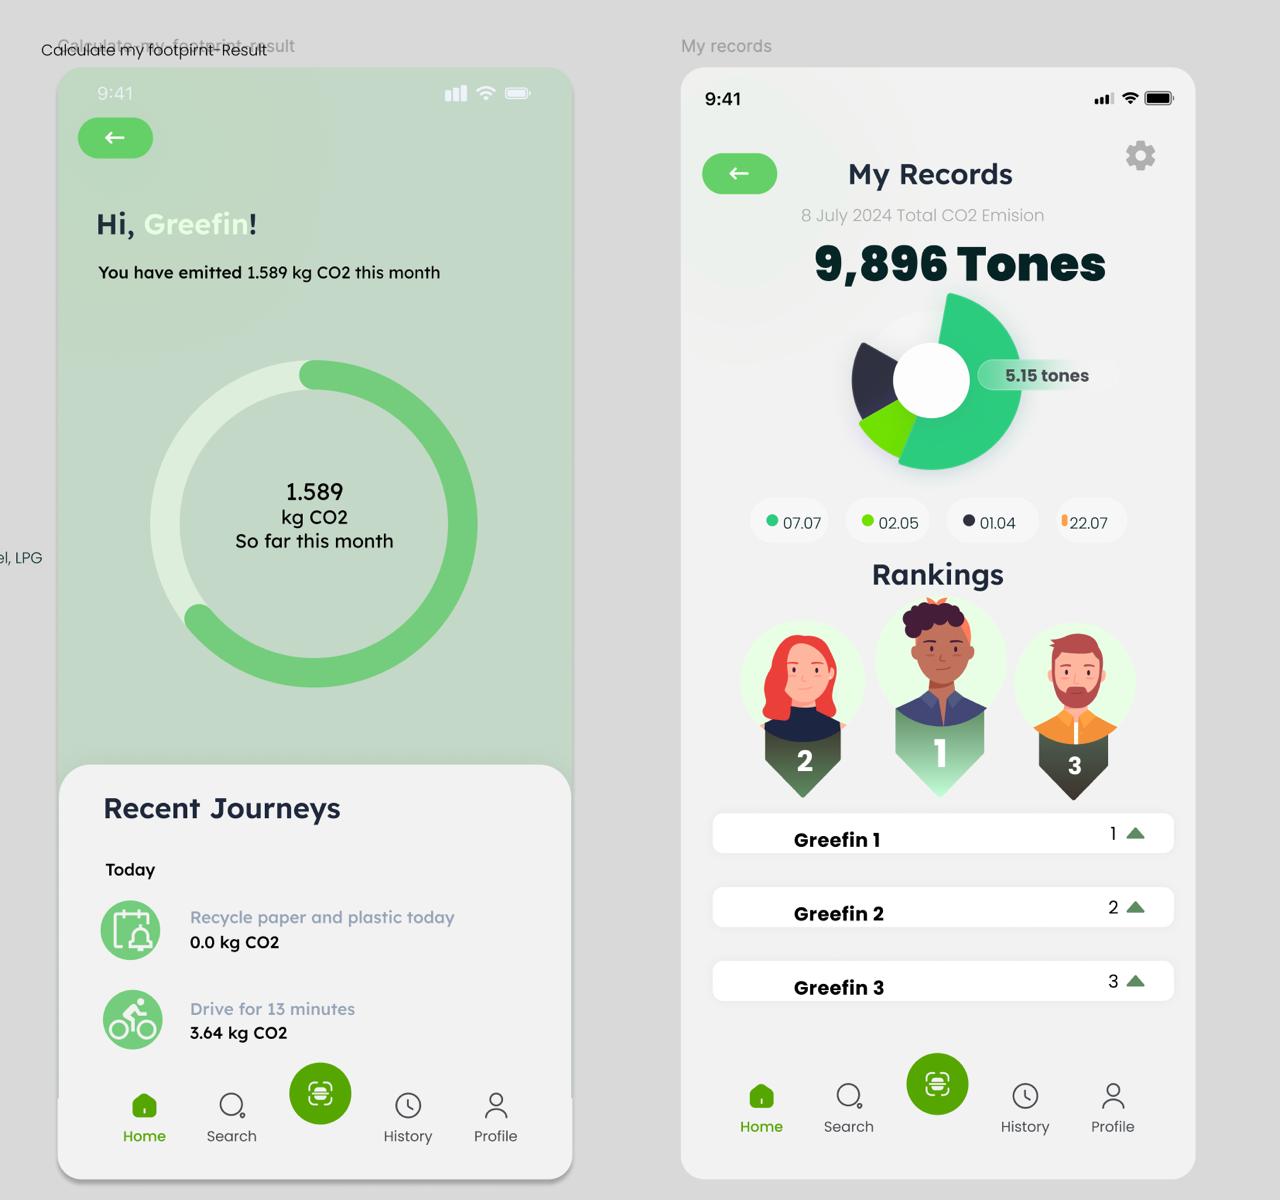 Calculate-my-footprint-result
Calculate my footpirnt-Result
9:41
Hi, Greefin!
You have emitted 1.589 kg CO2 this month
1.589
kg CO2
So far this month
el, LPG
Recent Journeys
Today
Recycle paper and plastic today
0.0 kg CO2
Drive for 13 minutes
3.64 kg CO2
Home
Search
History
Profile
My records
9:41
My Records
8 July 2024 Total CO2 Emision
9,896 Tones
5.15 tones
07.07
02.05
01.04
22.07
Rankings
2
1
3
Greefin 1
1
Greefin 2
2
Greefin 3
3
Home
Search
History
Profile